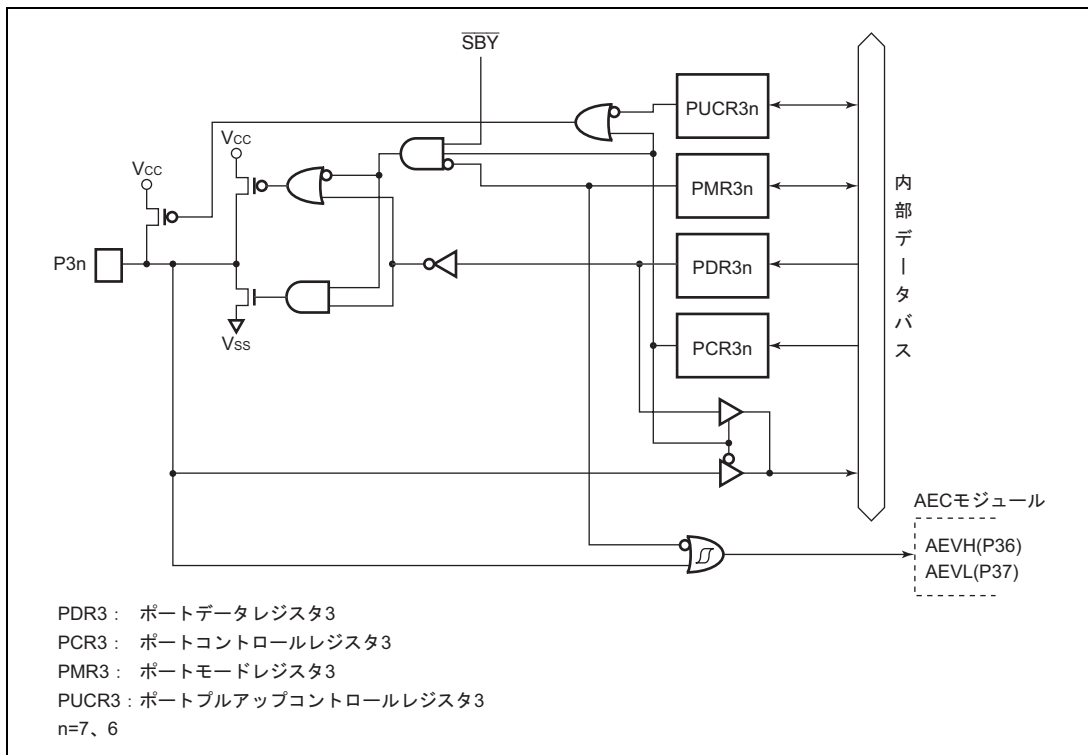 SBY
PUCR3n
VCC
VCC
PMR3n
P3n
PDR3n
VSS
PCR3n
内部データバス
AECモジュール
AEVH(P36)
AEVL(P37)
PDR3： ポートデータレジスタ3
PCR3： ポートコントロールレジスタ3
PMR3： ポートモードレジスタ3
PUCR3：ポートプルアップコントロールレジスタ3
n=7、6